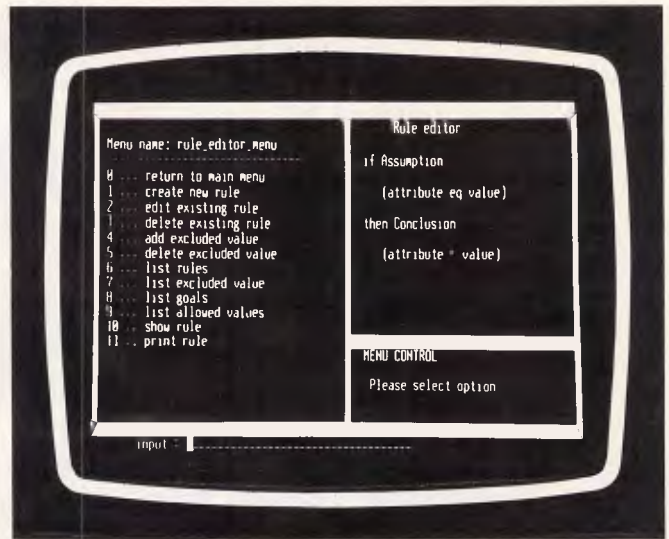 Menu name: rule_editor_menu
0 ... return to main menu
1 ... create new rule
2 ... edit existing rule
3 ... delete existing rule
4 ... add excluded value
5 ... delete excluded value
6 ... list rules
7 ... list excluded value
8 ... list goals
9 ... list allowed values
10 ... show rule
11 ... print rule
Rule editor
if Assumption
(attribute eq value)
then Conclusion
(attribute = value)
MENU CONTROL
Please select option
input :